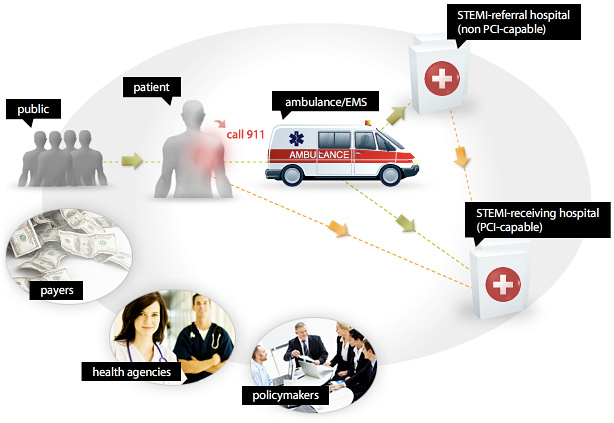 STEMI-referral hospital
(non PCI-capable)
patient
ambulance/EMS
public
call 911
AMBULANCE
STEMI-receiving hospital
(PCI-capable)
payers
health agencies
policymakers